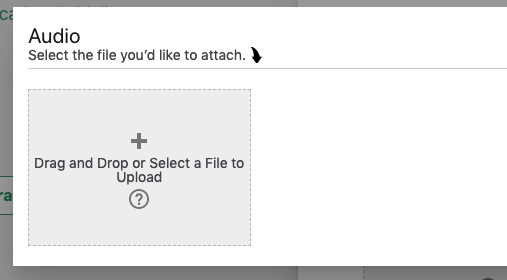 Audio
Select the file you’d like to attach.
Drag and Drop or Select a File to
Upload
?